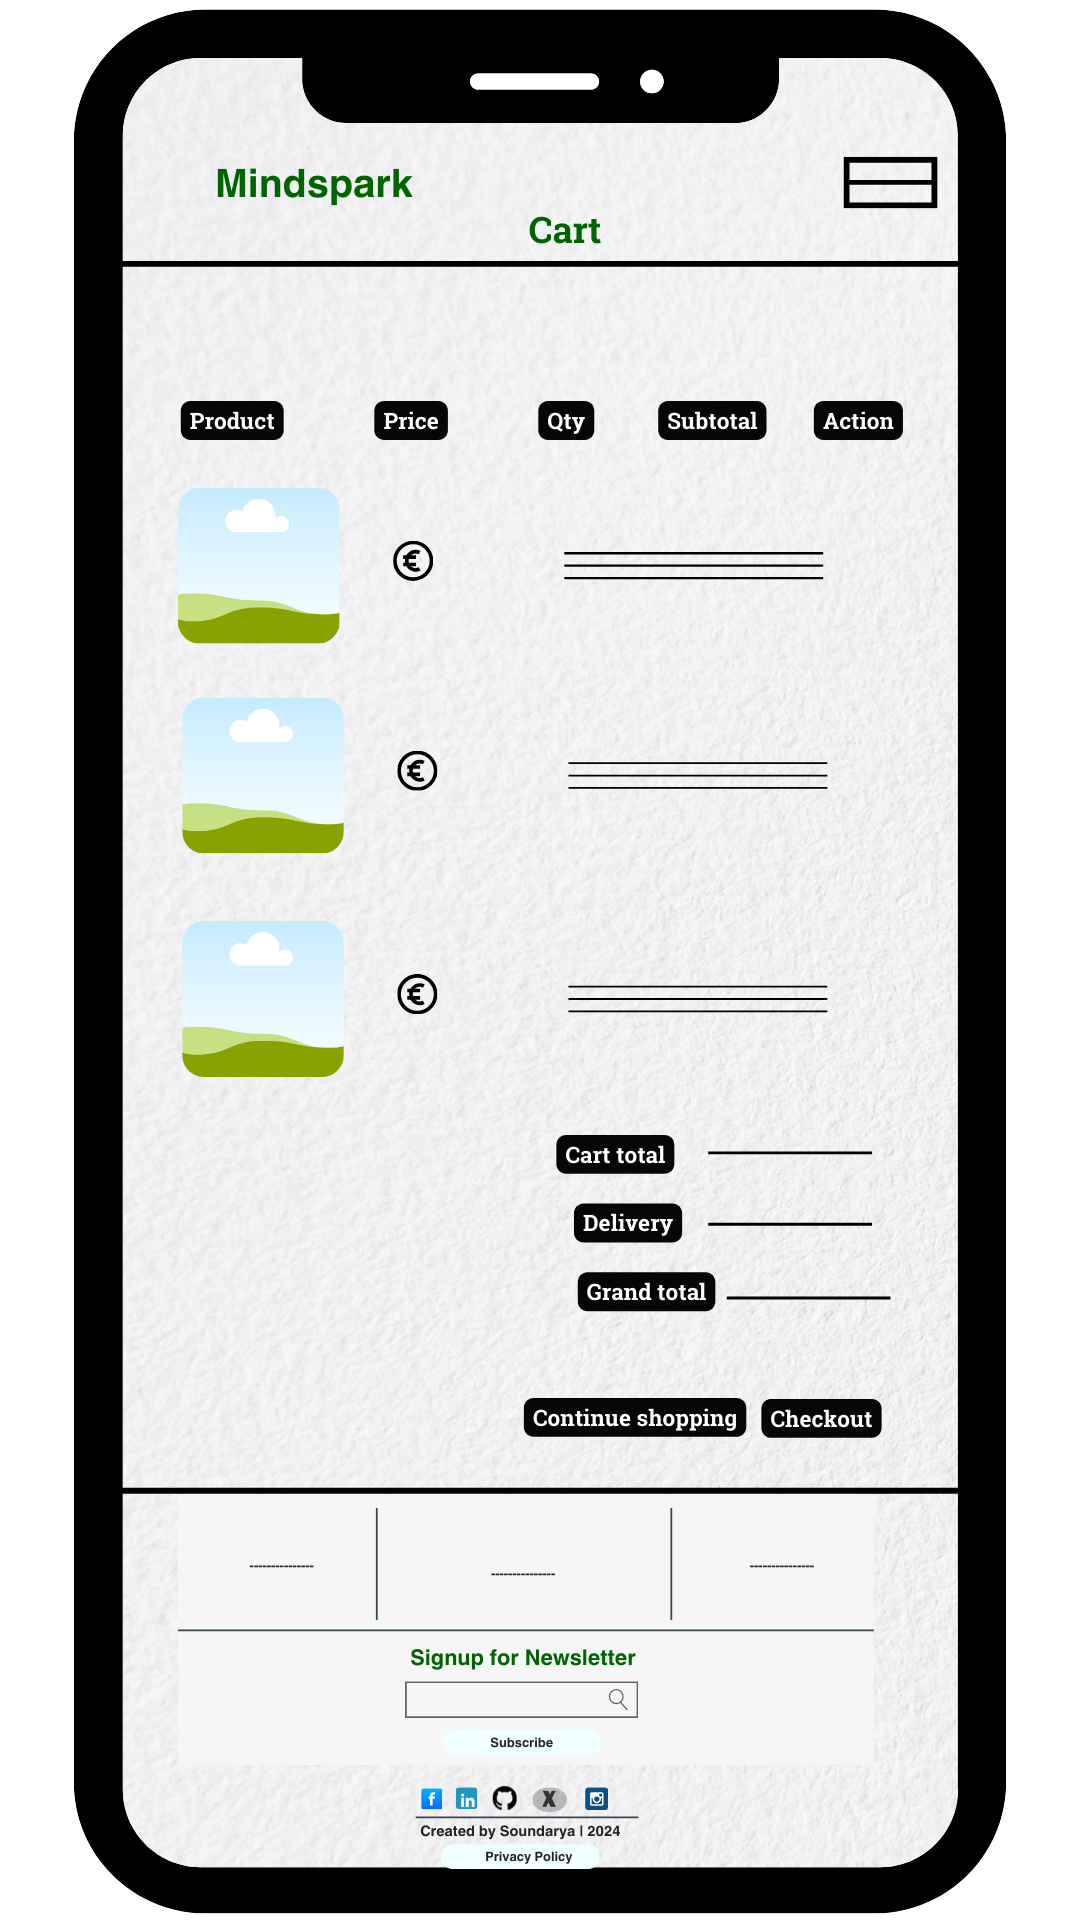 Mindspark
Cart
Product Price Qty Subtotal Action
€
€
€
Cart total
Delivery
Grand total
Continue shopping Checkout
--------------- --------------- ---------------
Signup for Newsletter
Subscribe
f in X
Created by Soundarya | 2024
Privacy Policy